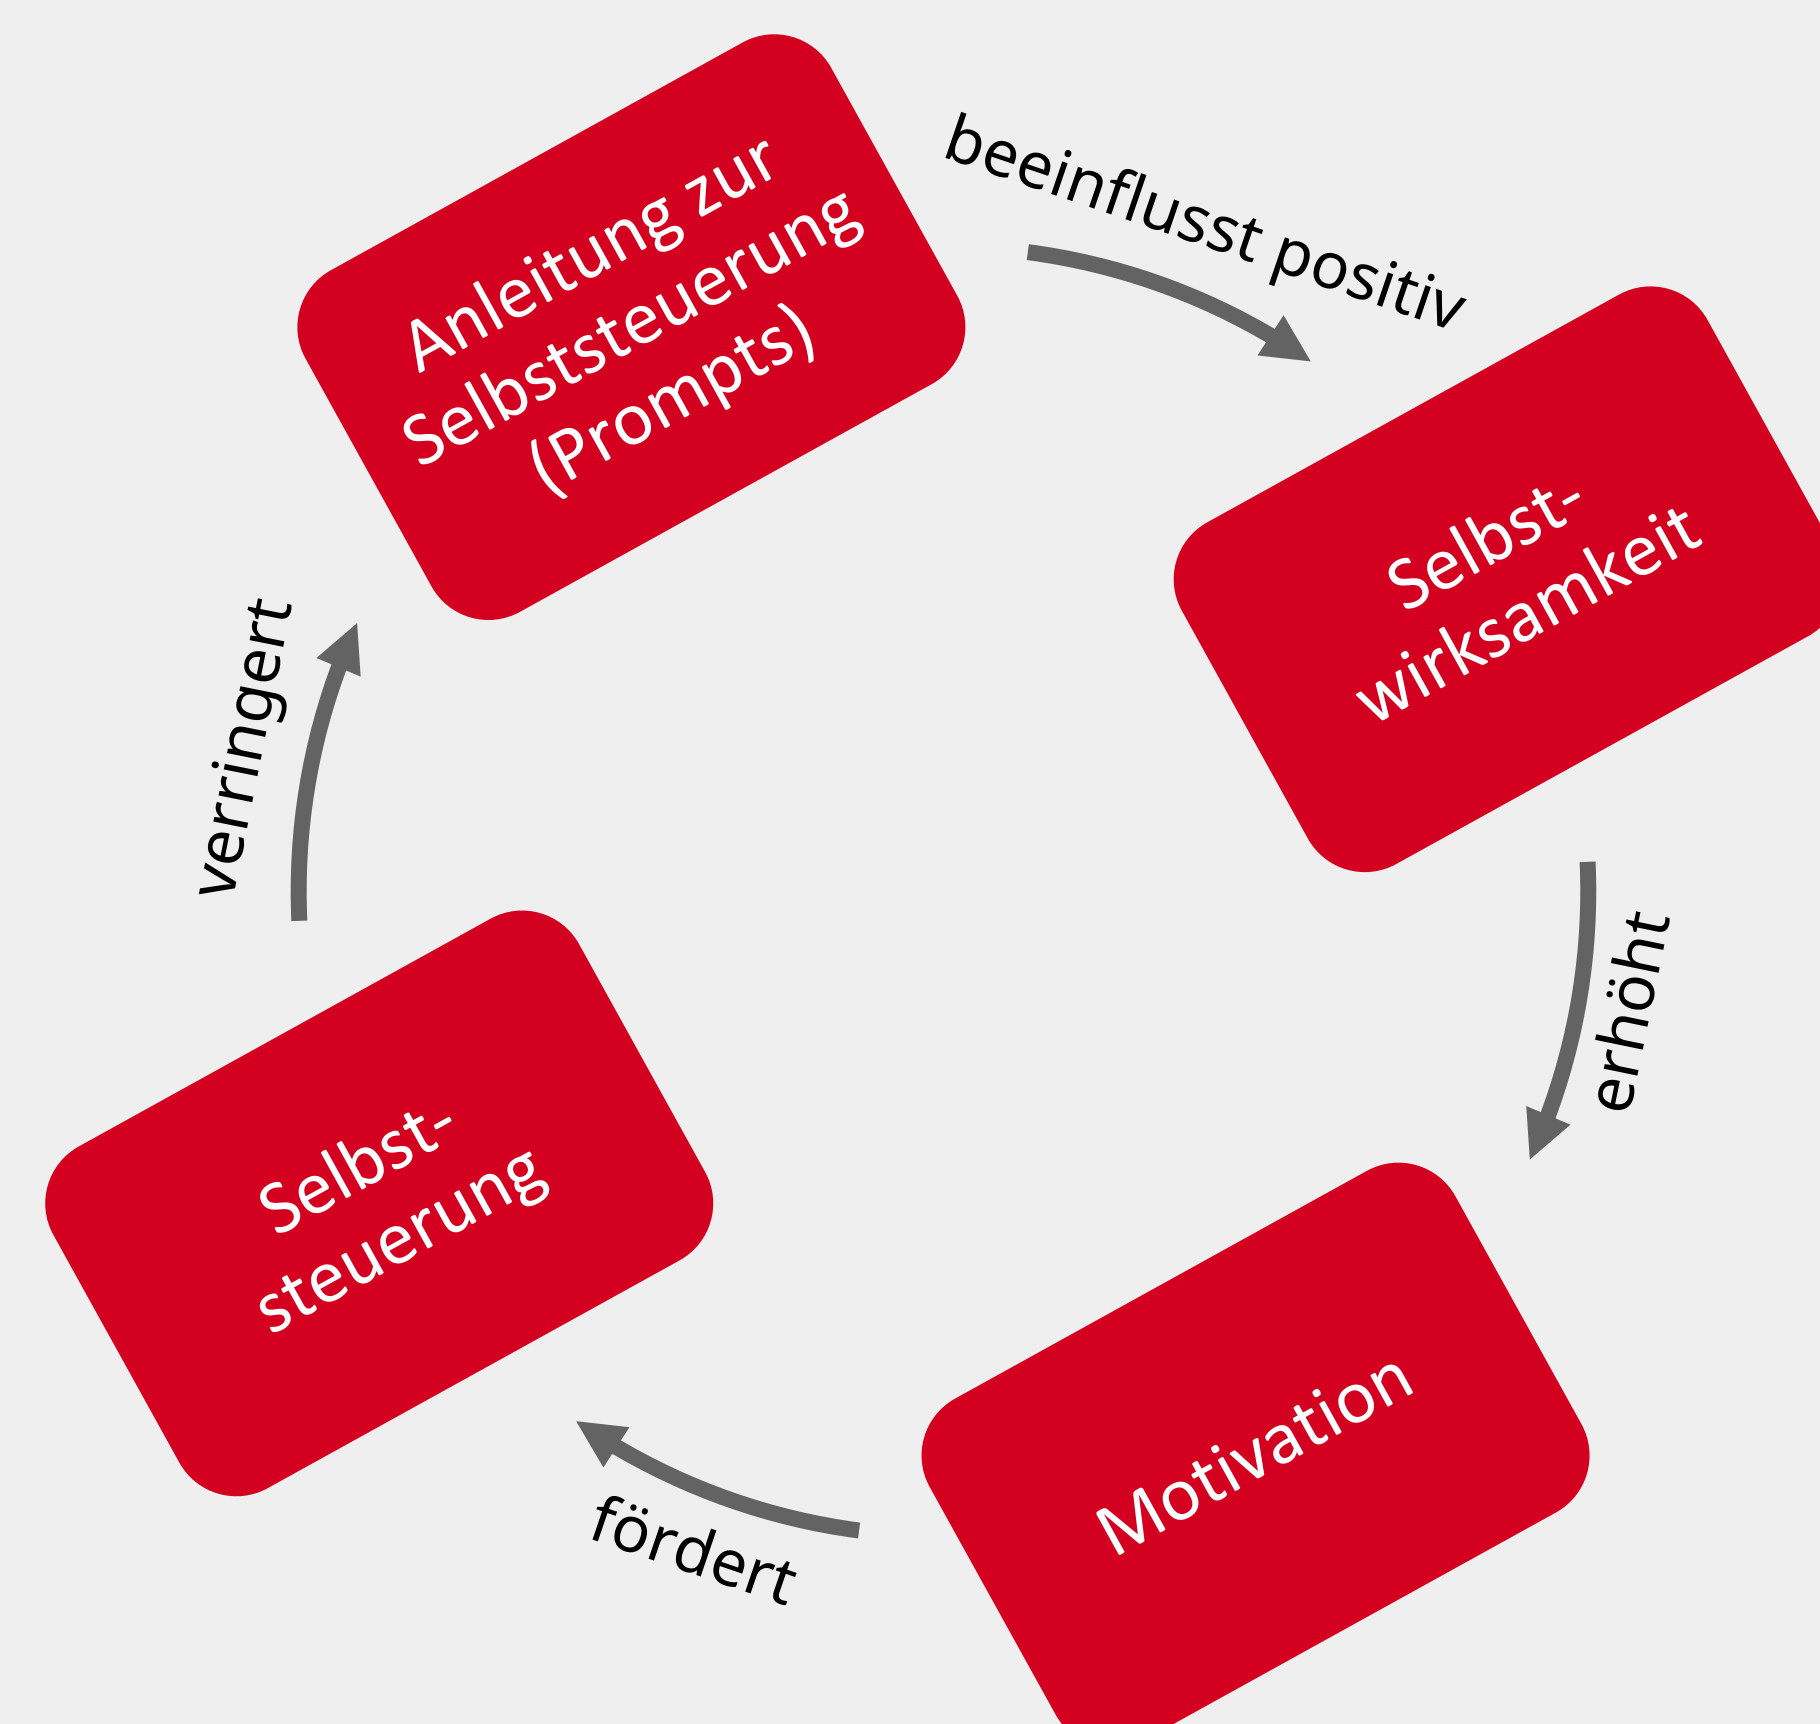 Anleitung zur
Selbststeuerung
(Prompts)
beeinflusst positiv
Selbst-
wirksamkeit
erhöht
Motivation
fördert
Selbst-
steuerung
verringert